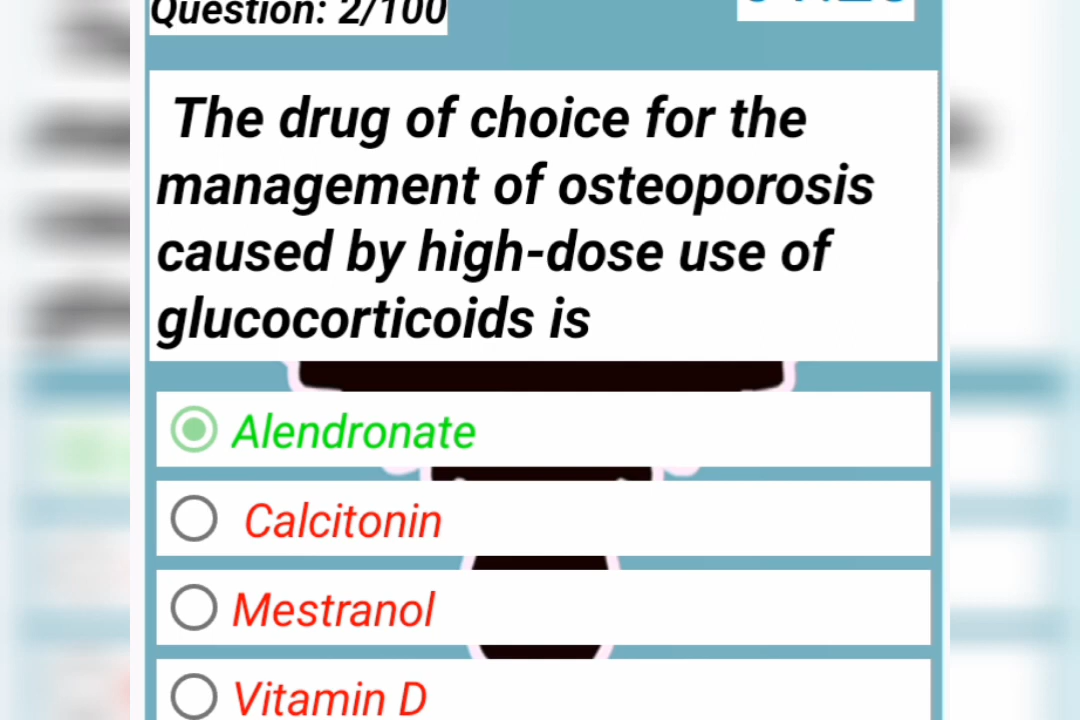 Question: 2/100
The drug of choice for the
management of osteoporosis
caused by high-dose use of
glucocorticoids is
Alendronate
Calcitonin
Mestranol
Vitamin D